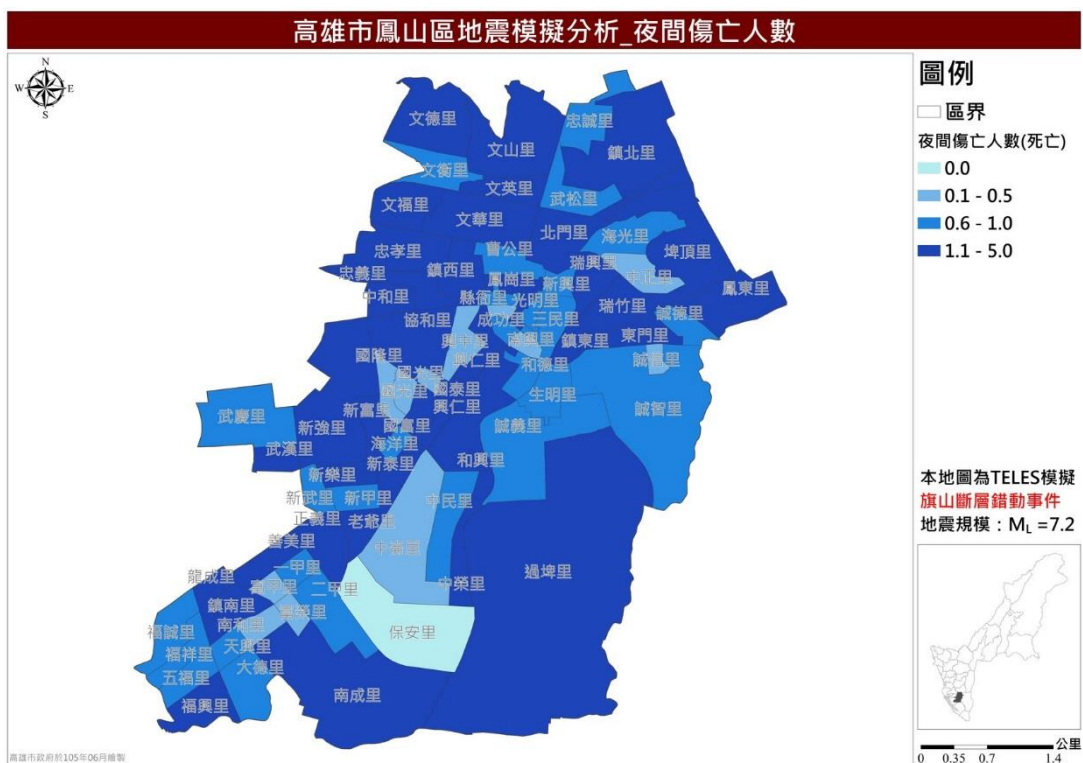 高雄市鳳山區地震模擬分析_夜間傷亡人數
N
W E
S
圖例
區界
夜間傷亡人數(死亡)
0.0
0.1 - 0.5
0.6 - 1.0
1.1 - 5.0
文德里
忠誠里
文山里
鎮北里
文衡里
文英里
武松里
文福里
文華里
北門里
海光里
曹公里
忠孝里
埤頂里
忠義里
鎮西里
瑞興里
鳳崗里
新興里
鳳東里
中和里
縣衙里
光明里
瑞竹里
誠德里
協和里
成功里
三民里
興中里
鎮東里
東門里
國隆里
興仁里
和德里
誠信里
國光里
國泰里
生明里
新富里
興仁里
誠智里
武慶里
新強里
國富里
誠義里
海洋里
武漢里
新泰里
和興里
新樂里
新武里
新甲里
中民里
正義里
老爺里
善美里
中崙里
一甲里
過埤里
龍成里
二甲里
中榮里
鎮南里
南和里
福誠里
保安里
天興里
福祥里
大德里
五福里
南成里
福興里
本地圖為TELES模擬
旗山斷層錯動事件
地震規模：ML =7.2
公里
0 0.35 0.7 1.4
高雄市政府於105年06月繪製